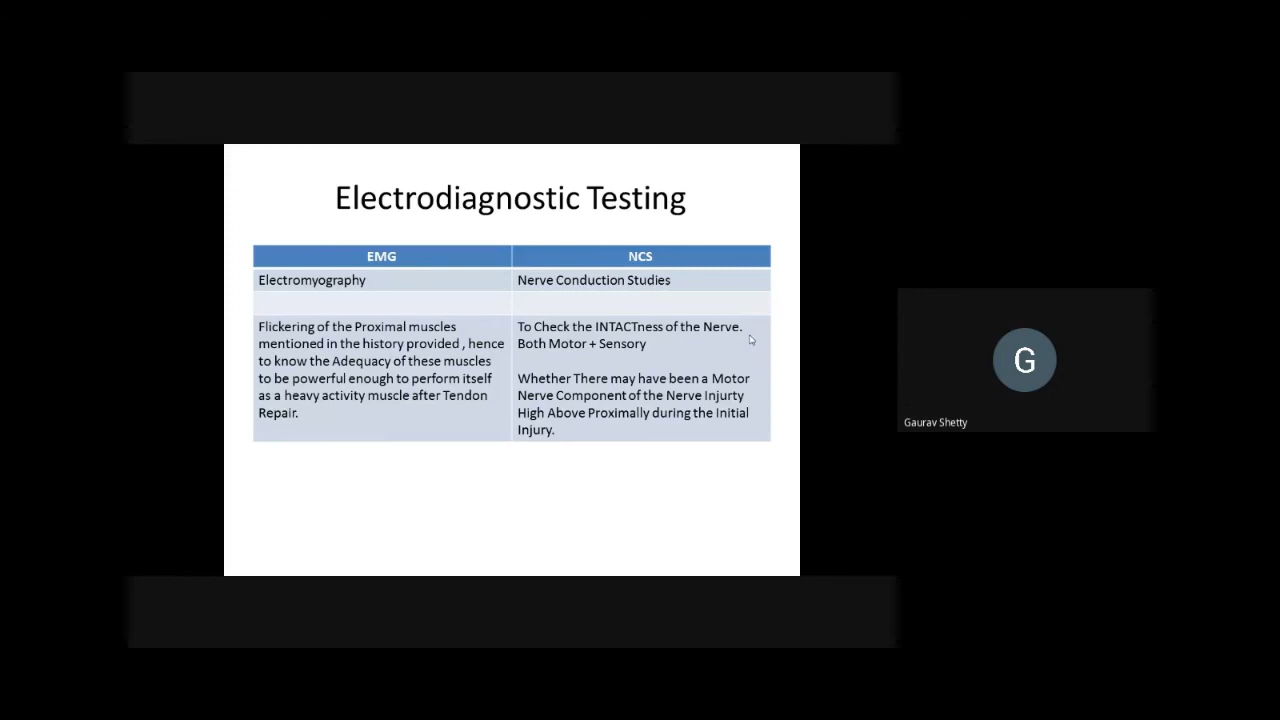 Electrodiagnostic Testing
EMG
NCS
Electromyography
Nerve Conduction Studies
Flickering of the Proximal muscles
mentioned in the history provided , hence
to know the Adequacy of these muscles
to be powerful enough to perform itself
as a heavy activity muscle after Tendon
Repair.
To Check the INTACTness of the Nerve.
Both Motor + Sensory
Whether There may have been a Motor
Nerve Component of the Nerve Injurty
High Above Proximally during the Initial
Injury.
G
Gaurav Shetty